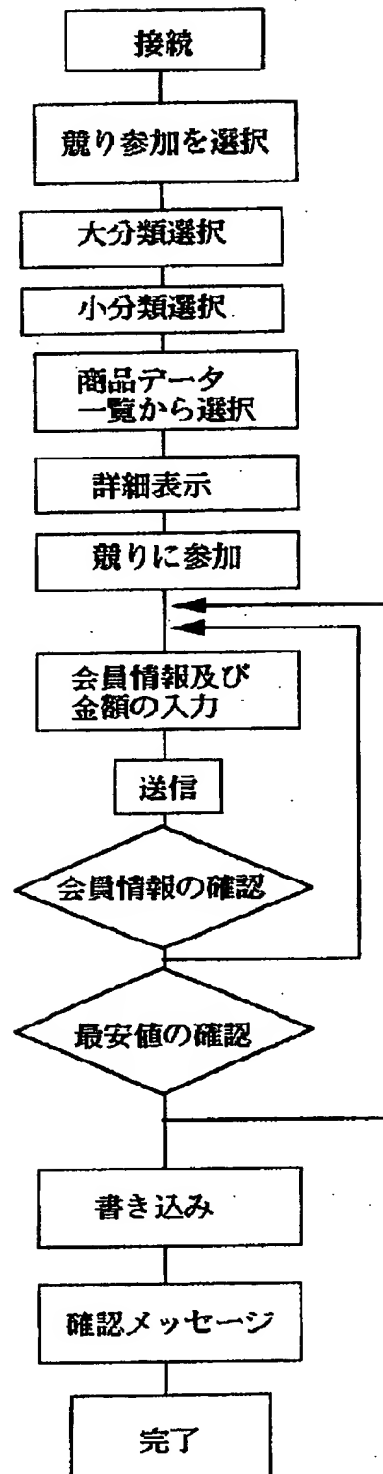 接続
競り参加を選択
大分類選択
小分類選択
商品データ
一覧から選択
詳細表示
競りに参加
会員情報及び
金額の入力
送信
会員情報の確認
最安値の確認
書き込み
確認メッセージ
完了